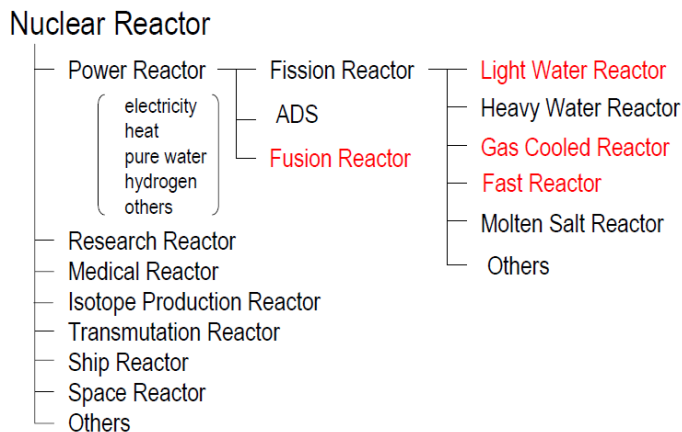 Nuclear Reactor
Power Reactor
Fission Reactor
Light Water Reactor
electricity
heat
pure water
hydrogen
others
ADS
Fusion Reactor
Heavy Water Reactor
Gas Cooled Reactor
Fast Reactor
Molten Salt Reactor
Others
Research Reactor
Medical Reactor
Isotope Production Reactor
Transmutation Reactor
Ship Reactor
Space Reactor
Others